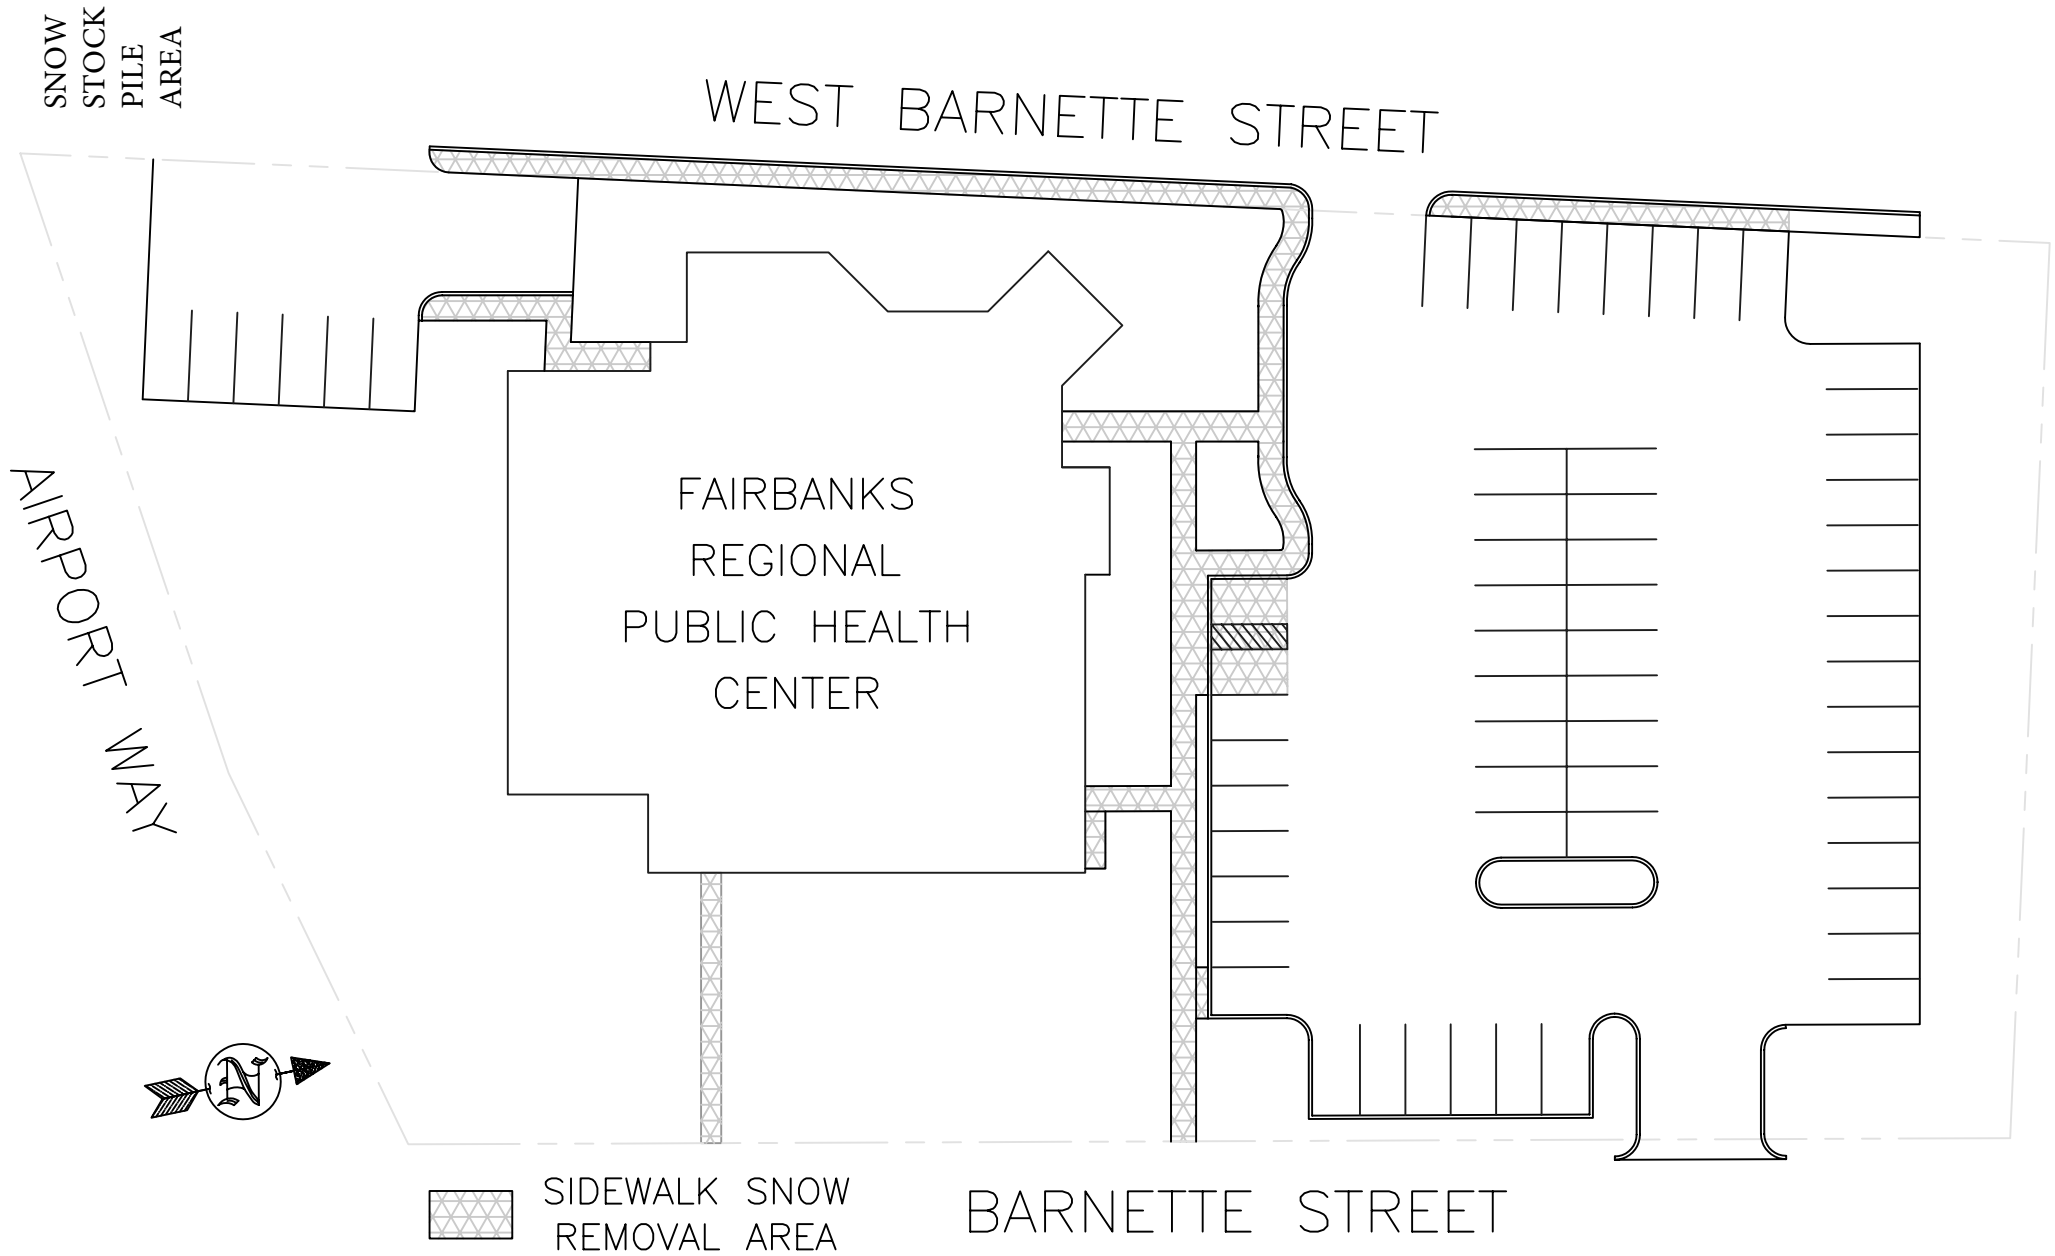 SNOW
STOCK
PILE
AREA
WEST BARNETTE STREET
AIRPORT WAY
FAIRBANKS
REGIONAL
PUBLIC HEALTH
CENTER
N
SIDEWALK SNOW
REMOVAL AREA
BARNETTE STREET